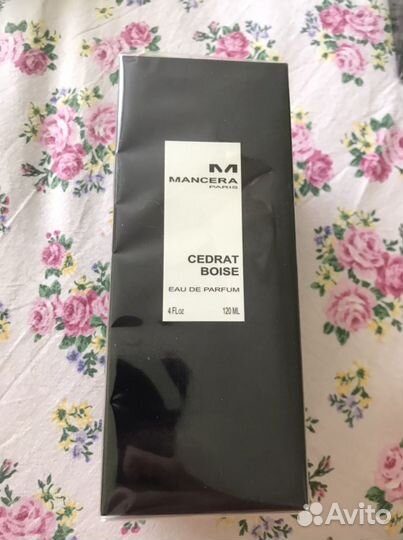 MANCERA
PARIS
CEDRAT
BOISE
EAU DE PARFUM
4 FLoz 120 ML
Avito